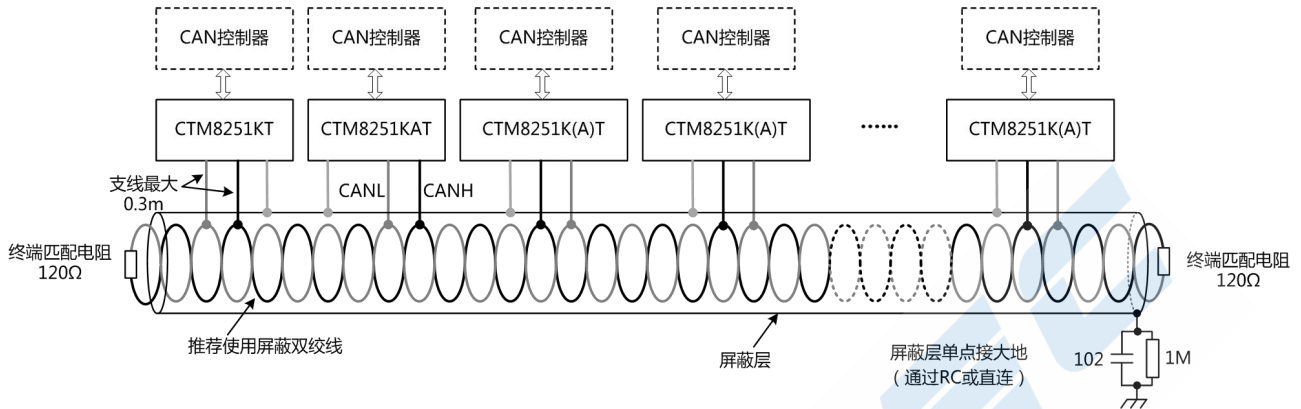 CAN控制器
CAN控制器
CAN控制器
CAN控制器
CAN控制器
CTM8251KT
CTM8251KAT
CTM8251K(A)T
CTM8251K(A)T
……
CTM8251K(A)T
支线最大
0.3m
CANL
CANH
终端匹配电阻
120Ω
终端匹配电阻
120Ω
推荐使用屏蔽双绞线
屏蔽层
屏蔽层单点接大地
（通过RC或直连）
102
1M